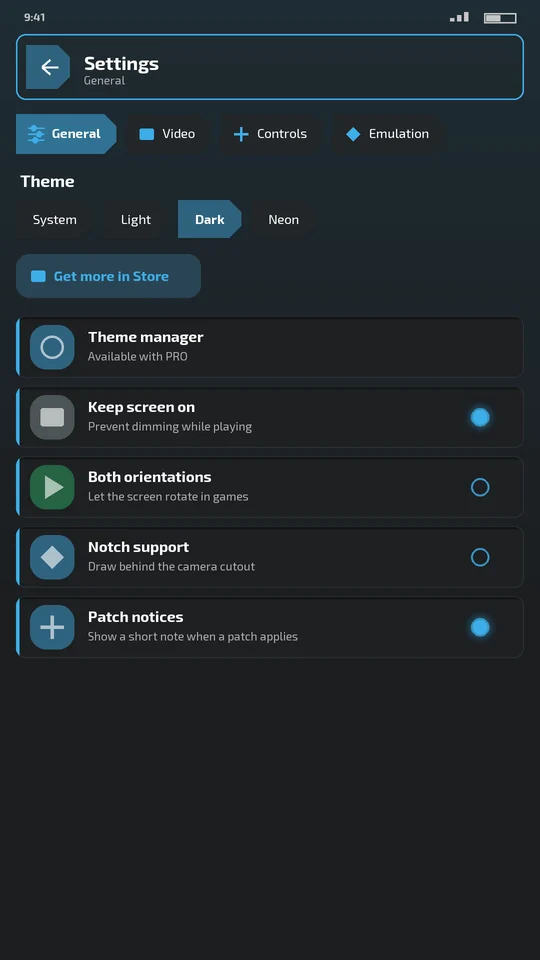 9:41
Settings
General
General
Video
Controls
Emulation
Theme
System
Light
Dark
Neon
Get more in Store
Theme manager
Available with PRO
Keep screen on
Prevent dimming while playing
Both orientations
Let the screen rotate in games
Notch support
Draw behind the camera cutout
Patch notices
Show a short note when a patch applies